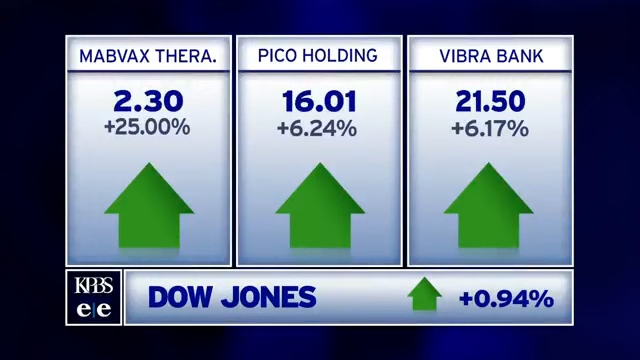 MABVAX THERA.
2.30
+25.00%
PICO HOLDING
16.01
+6.24%
VIBRA BANK
21.50
+6.17%
KPBS
e|e
DOW JONES
+0.94%